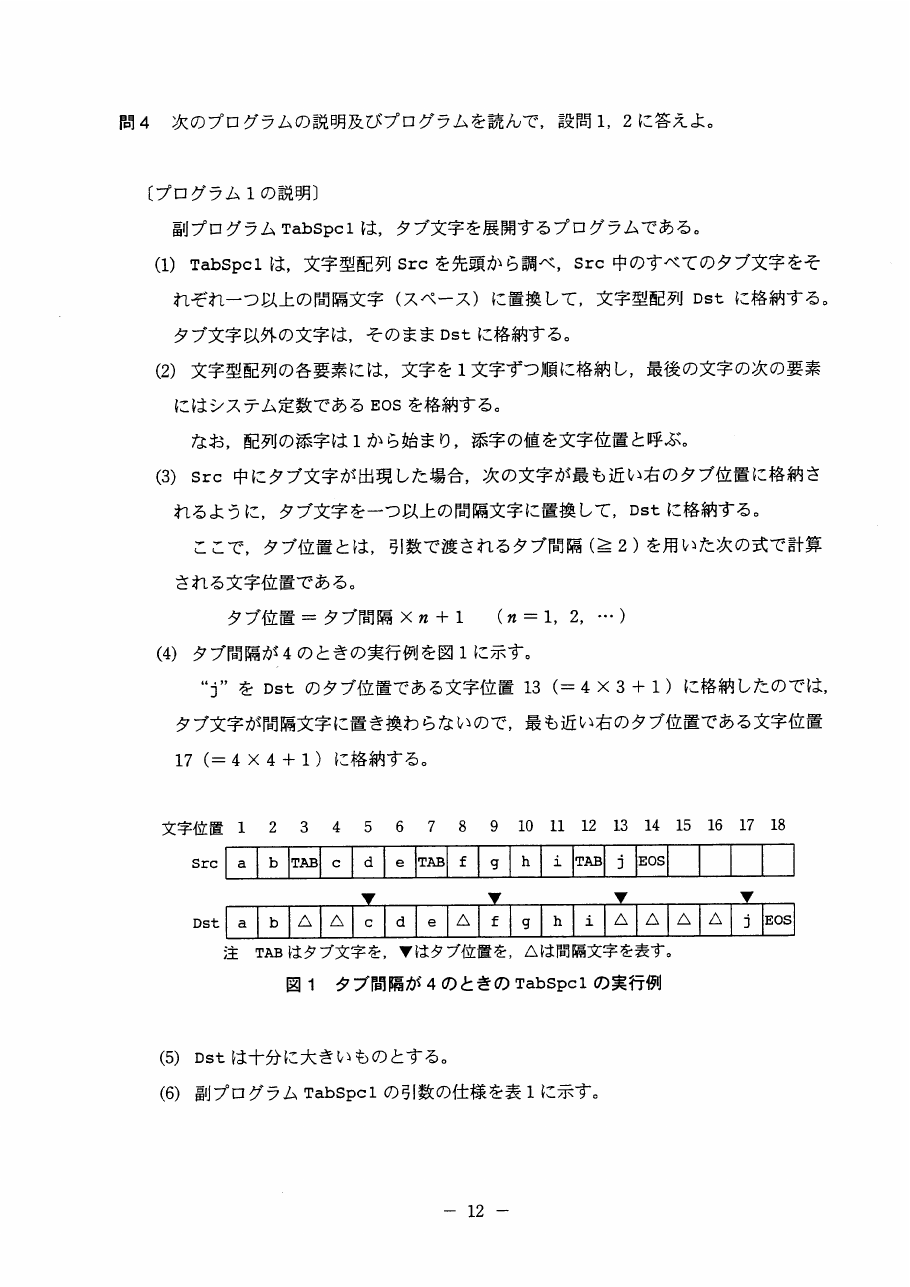 問4 次のプログラムの説明及びプログラムを読んで，設問1，2に答えよ。
〔プログラム1の説明〕
副プログラム TabSpc1 は，タブ文字を展開するプログラムである。
(1) TabSpc1 は，文字型配列 Src を先頭から調べ，Src 中のすべてのタブ文字をそ
れぞれ一つ以上の間隔文字（スペース）に置換して，文字型配列 Dst に格納する。
タブ文字以外の文字は，そのまま Dst に格納する。
(2) 文字型配列の各要素には，文字を1文字ずつ順に格納し，最後の文字の次の要素
にはシステム定数である EOS を格納する。
なお，配列の添字は1から始まり，添字の値を文字位置と呼ぶ。
(3) Src 中にタブ文字が出現した場合，次の文字が最も近い右のタブ位置に格納さ
れるように，タブ文字を一つ以上の間隔文字に置換して，Dst に格納する。
ここで，タブ位置とは，引数で渡されるタブ間隔（≧2）を用いた次の式で計算
される文字位置である。
タブ位置 ＝ タブ間隔 × n ＋ 1 （n ＝ 1，2，…）
(4) タブ間隔が4のときの実行例を図1に示す。
“j” を Dst のタブ位置である文字位置 13（＝4×3＋1）に格納したのでは，
タブ文字が間隔文字に置き換わらないので，最も近い右のタブ位置である文字位置
17（＝4×4＋1）に格納する。
文字位置 1 2 3 4 5 6 7 8 9 10 11 12 13 14 15 16 17 18
Src a b TAB c d e TAB f g h i TAB j EOS
▼ ▼ ▼ ▼
Dst a b △ △ c d e △ f g h i △ △ △ △ j EOS
注 TAB はタブ文字を，▼はタブ位置を，△は間隔文字を表す。
図1 タブ間隔が4のときの TabSpc1 の実行例
(5) Dst は十分に大きいものとする。
(6) 副プログラム TabSpc1 の引数の仕様を表1に示す。
− 12 −